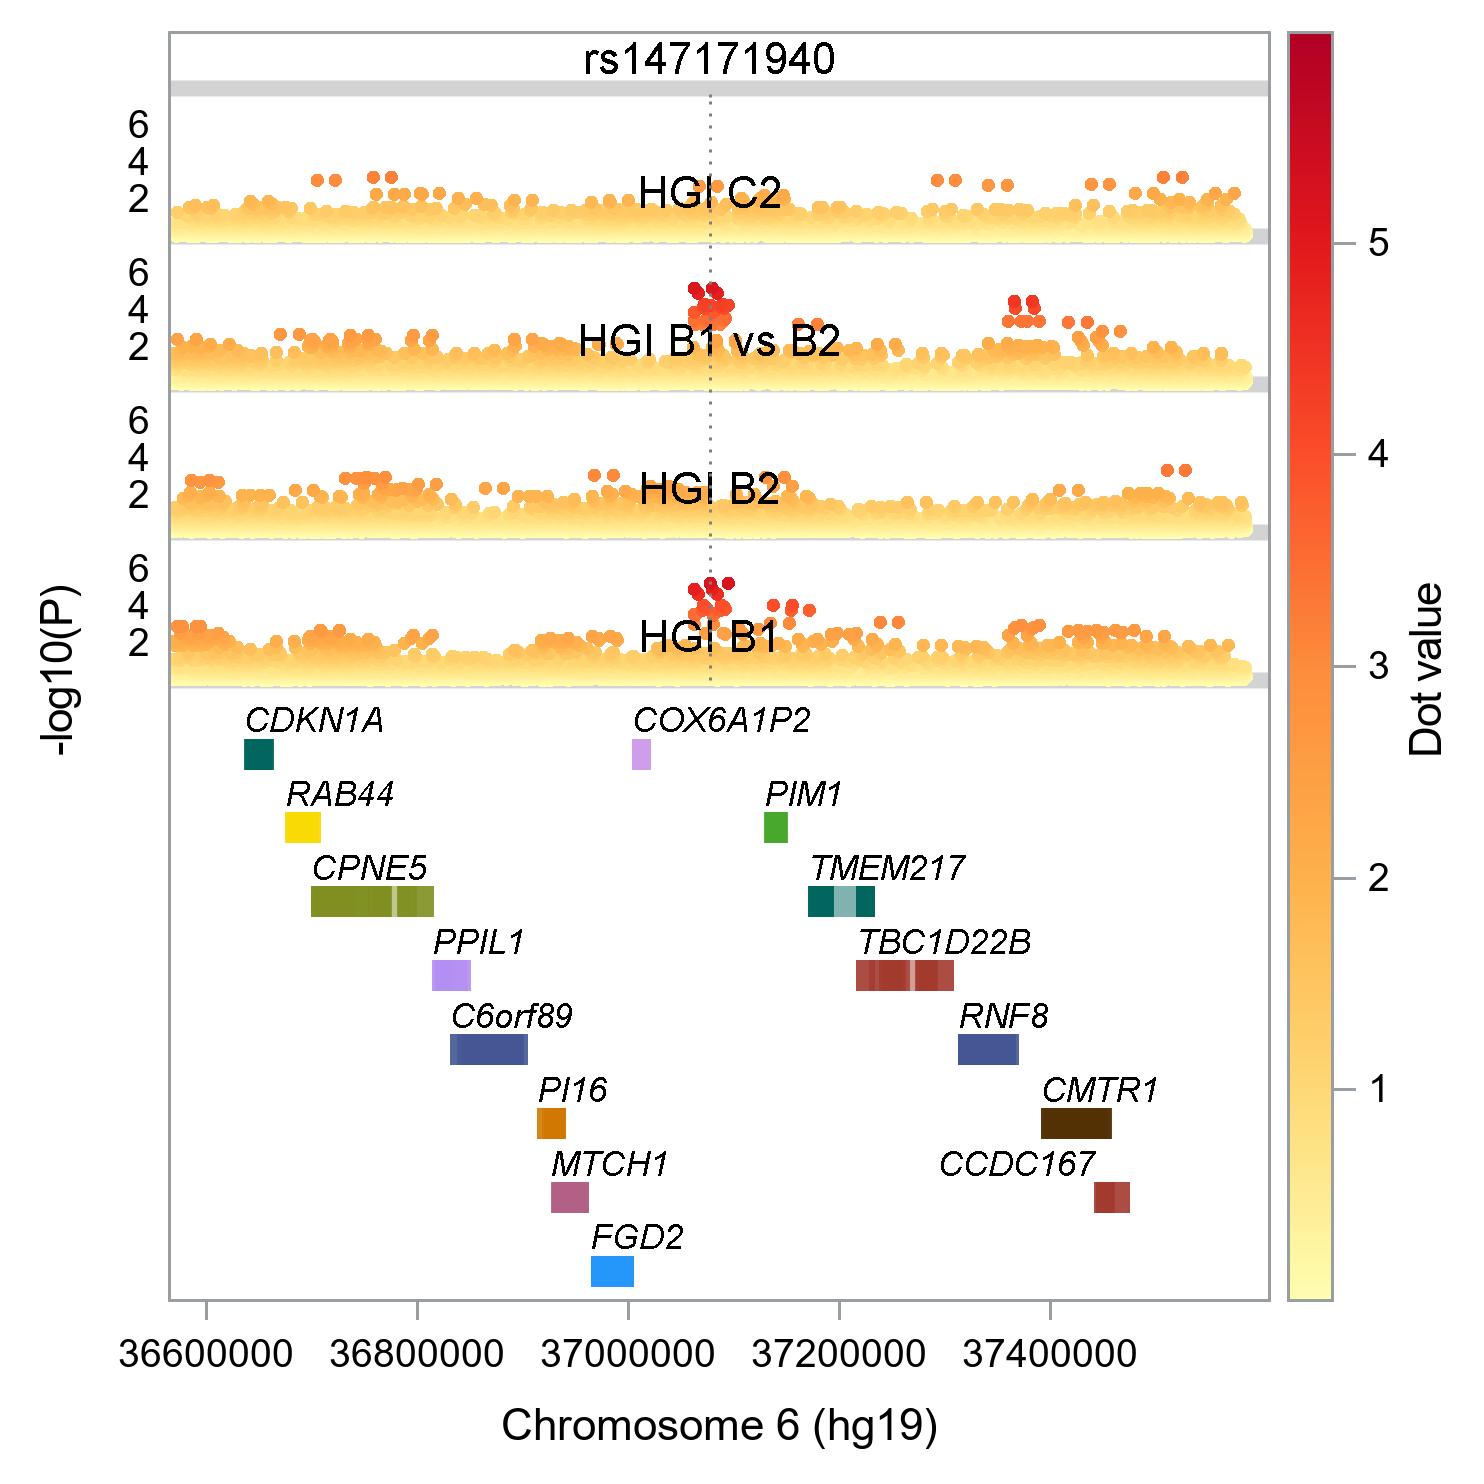 rs147171940
6
4
2
HGI C2
6
4
2
HGI B1 vs B2
6
4
2
HGI B2
6
4
2
HGI B1
-log10(P)
CDKN1A
COX6A1P2
RAB44
PIM1
CPNE5
TMEM217
PPIL1
TBC1D22B
C6orf89
RNF8
PI16
CMTR1
MTCH1
CCDC167
FGD2
36600000
36800000
37000000
37200000
37400000
Chromosome 6 (hg19)
5
4
3
2
1
Dot value